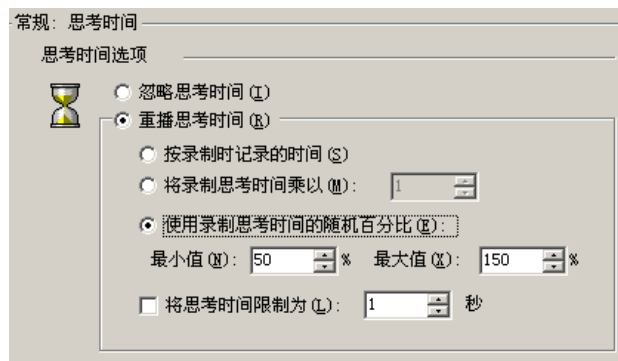 常规: 思考时间
思考时间选项
忽略思考时间(I)
重播思考时间(R)
按录制时记录的时间(S)
将录制思考时间乘以(M): 1
使用录制思考时间的随机百分比(E):
最小值(N): 50 % 最大值(X): 150 %
将思考时间限制为(L): 1 秒